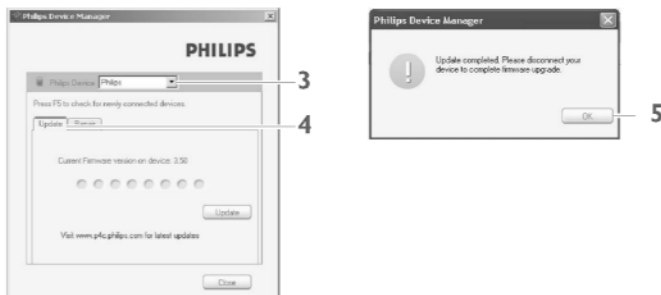 Philips Device Manager
PHILIPS
Philips Device Philips
3
Press F5 to check for newly connected devices.
Update Repair
4
Current Firmware version on device: 3.50
Update
Visit www.p4c.philips.com for latest updates
Close
Philips Device Manager
Update completed. Please disconnect your
device to complete firmware upgrade.
OK
5